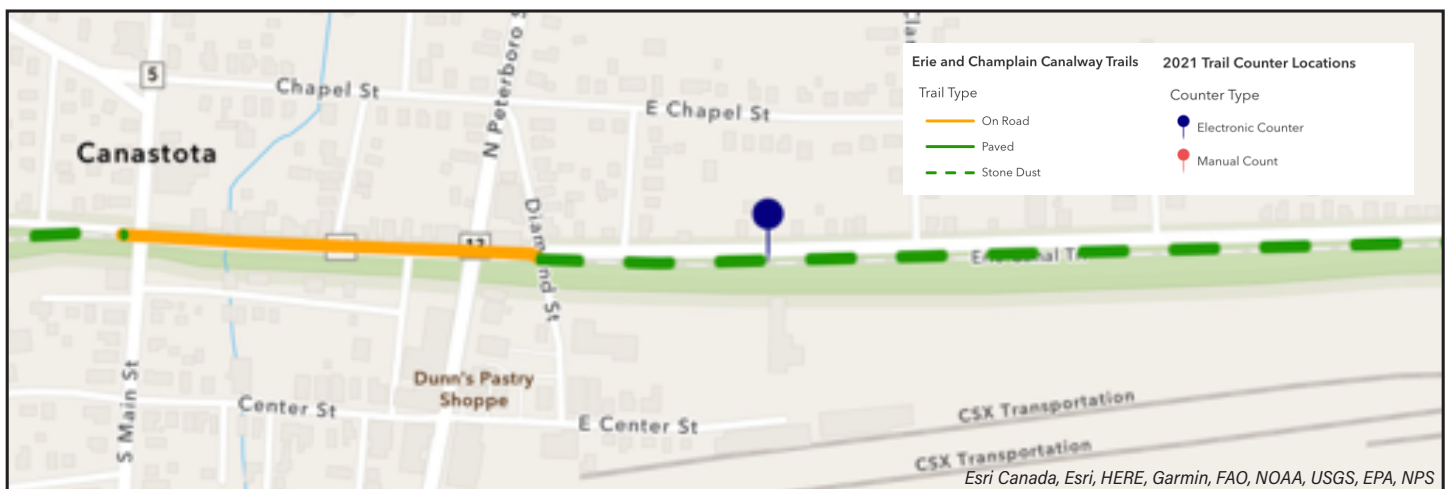 5
Chapel St
N Peterboro S
E Chapel St
Clar
Erie and Champlain Canalway Trails
Trail Type
On Road
Paved
Stone Dust
2021 Trail Counter Locations
Counter Type
Electronic Counter
Manual Count
Canastota
Diamond St
13
S Main St
Dunn's Pastry
Shoppe
Center St
E Center St
CSX Transportation
CSX Transportation
Esri Canada, Esri, HERE, Garmin, FAO, NOAA, USGS, EPA, NPS